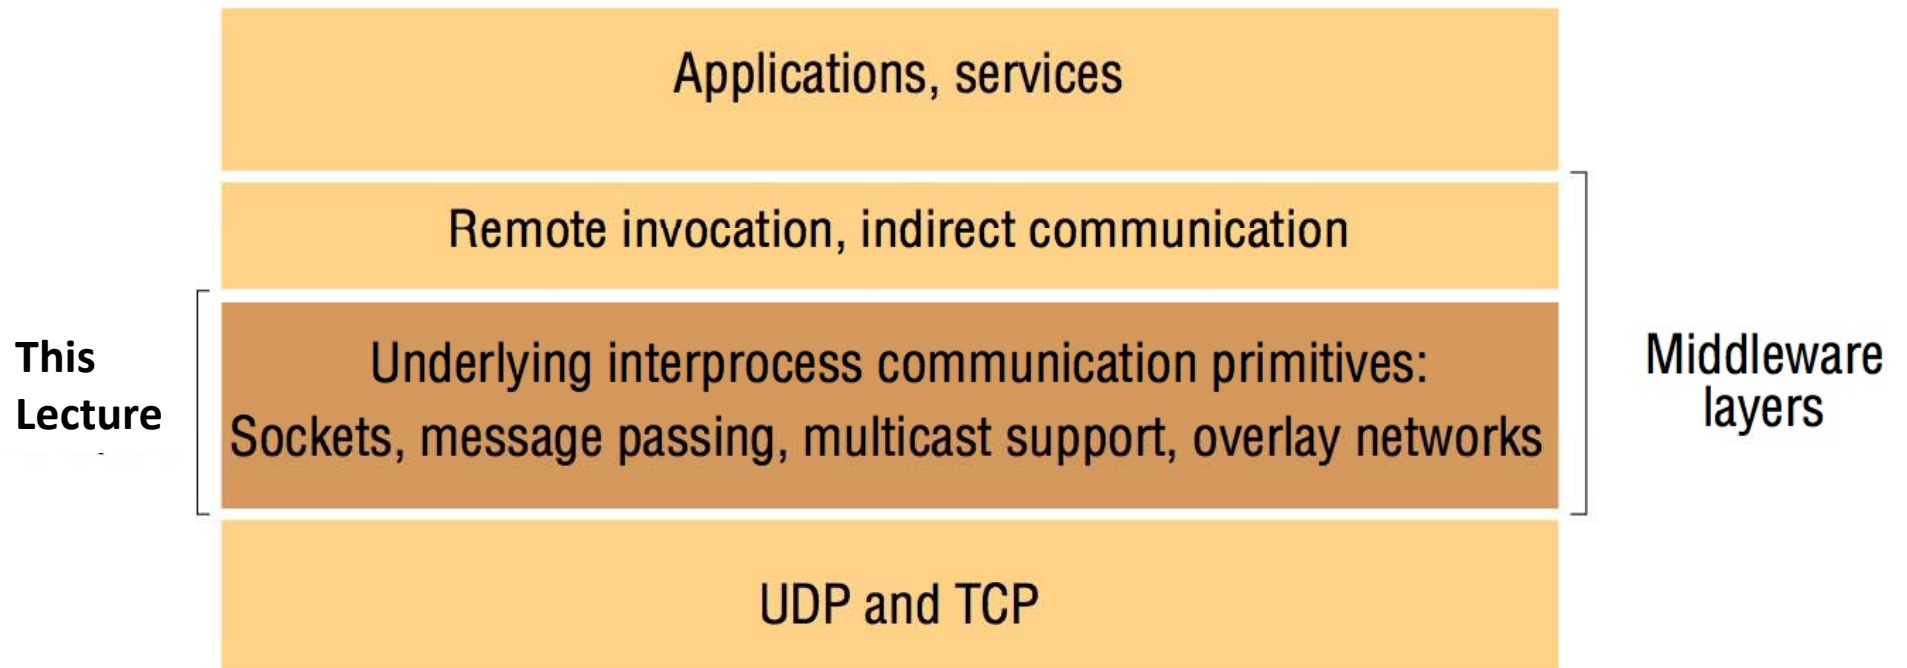 Applications, services
Remote invocation, indirect communication
This
Lecture
Underlying interprocess communication primitives:
Sockets, message passing, multicast support, overlay networks
Middleware
layers
UDP and TCP